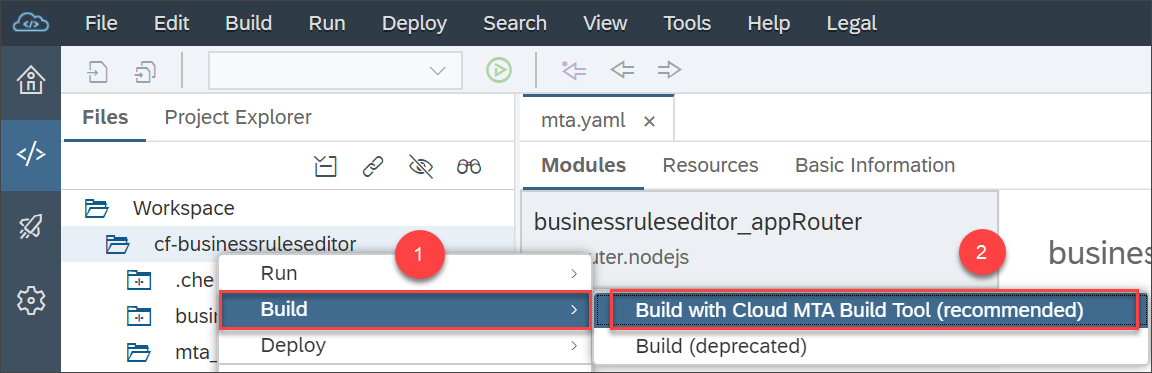 File Edit Build Run Deploy Search View Tools Help Legal
Files Project Explorer
mta.yaml ×
Modules Resources Basic Information
Workspace
cf-businessruleseditor
.che
busi
mta_
1
Run
Build
Deploy
businessruleseditor_appRouter
uter.nodejs
2
busines
Build with Cloud MTA Build Tool (recommended)
Build (deprecated)